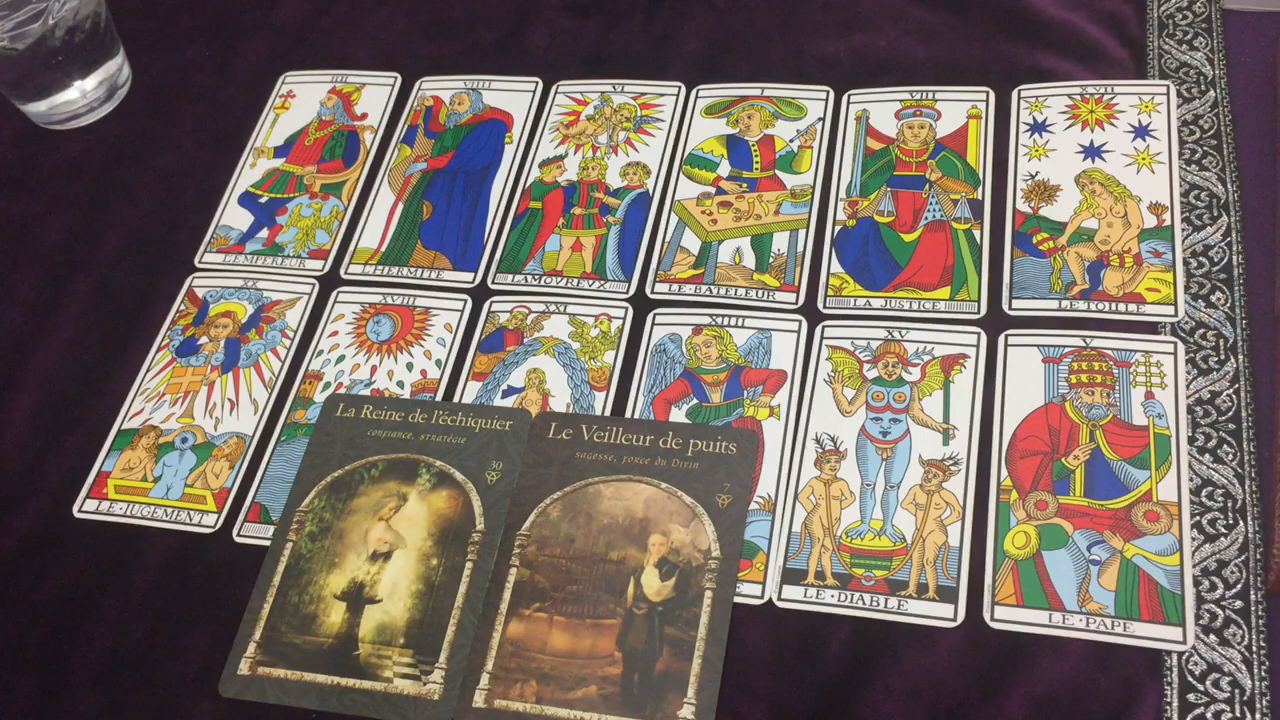 IIII
L'EMPEREUR
VIIII
L'HERMITE
VI
LAMOVREVX
I
LE·BATELEUR
VIII
LA JUSTICE
XVII
LE TOILLE
XX
LE·JUGEMENT
XVIII
XXI
XIIII
XV
LE·DIABLE
V
LE·PAPE
La Reine de l'échiquier
confiance, stratégie
30
Le Veilleur de puits
sagesse, force du Divin
7